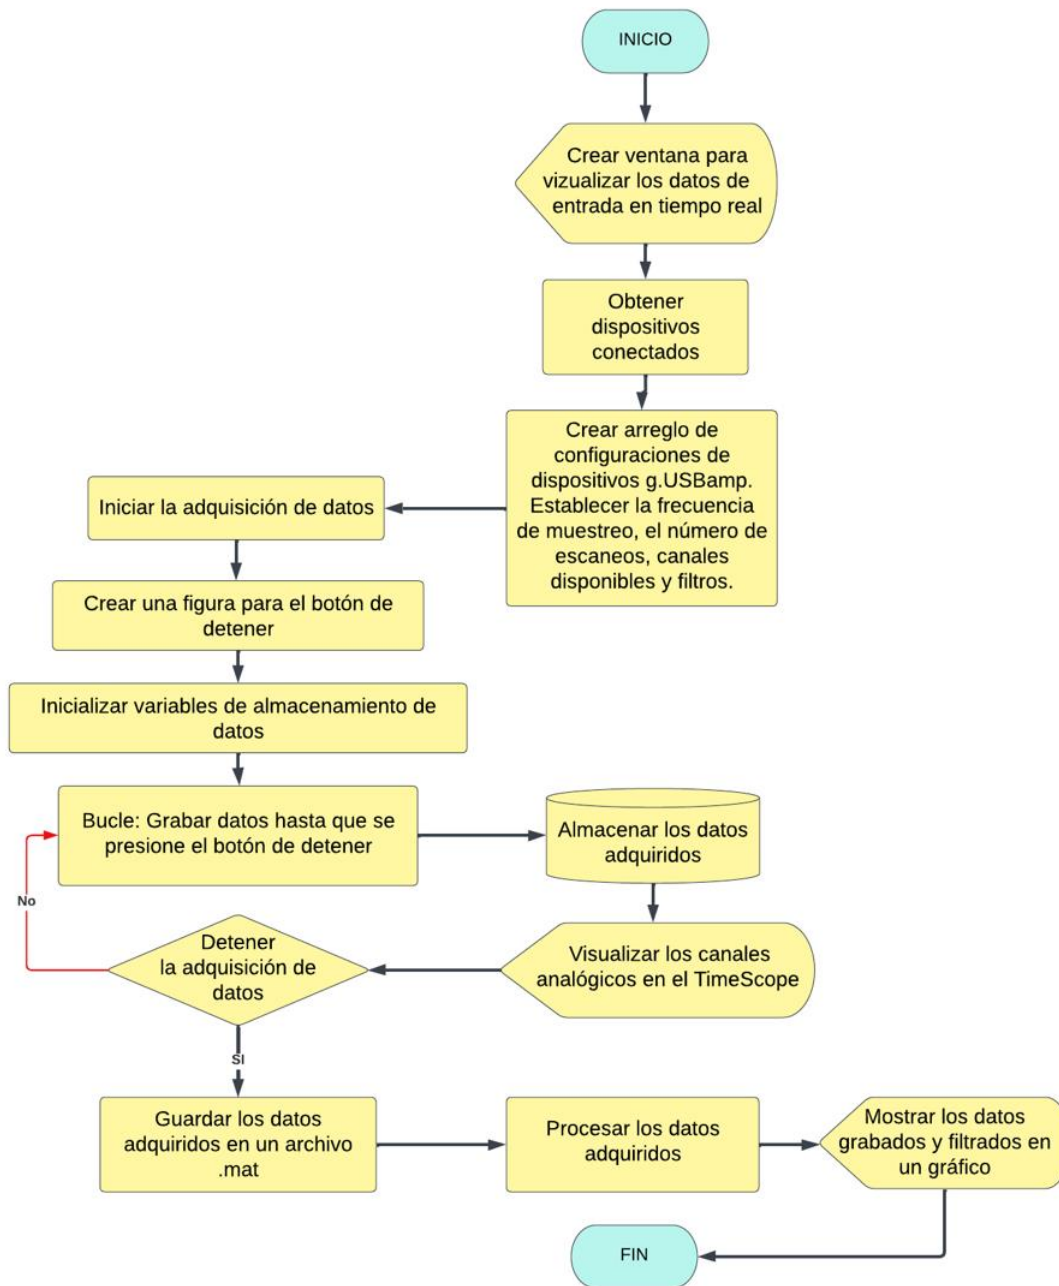 INICIO
Crear ventana para
vizualizar los datos de
entrada en tiempo real
Obtener
dispositivos
conectados
Crear arreglo de
configuraciones de
dispositivos g.USBamp.
Establecer la frecuencia
de muestreo, el número de
escaneos, canales
disponibles y filtros.
Iniciar la adquisición de datos
Crear una figura para el botón de
detener
Inicializar variables de almacenamiento de
datos
Bucle: Grabar datos hasta que se
presione el botón de detener
Almacenar los datos
adquiridos
Visualizar los canales
analógicos en el TimeScope
Detener
la adquisición de
datos
No
SI
Guardar los datos
adquiridos en un archivo
.mat
Procesar los datos
adquiridos
Mostrar los datos
grabados y filtrados en
un gráfico
FIN